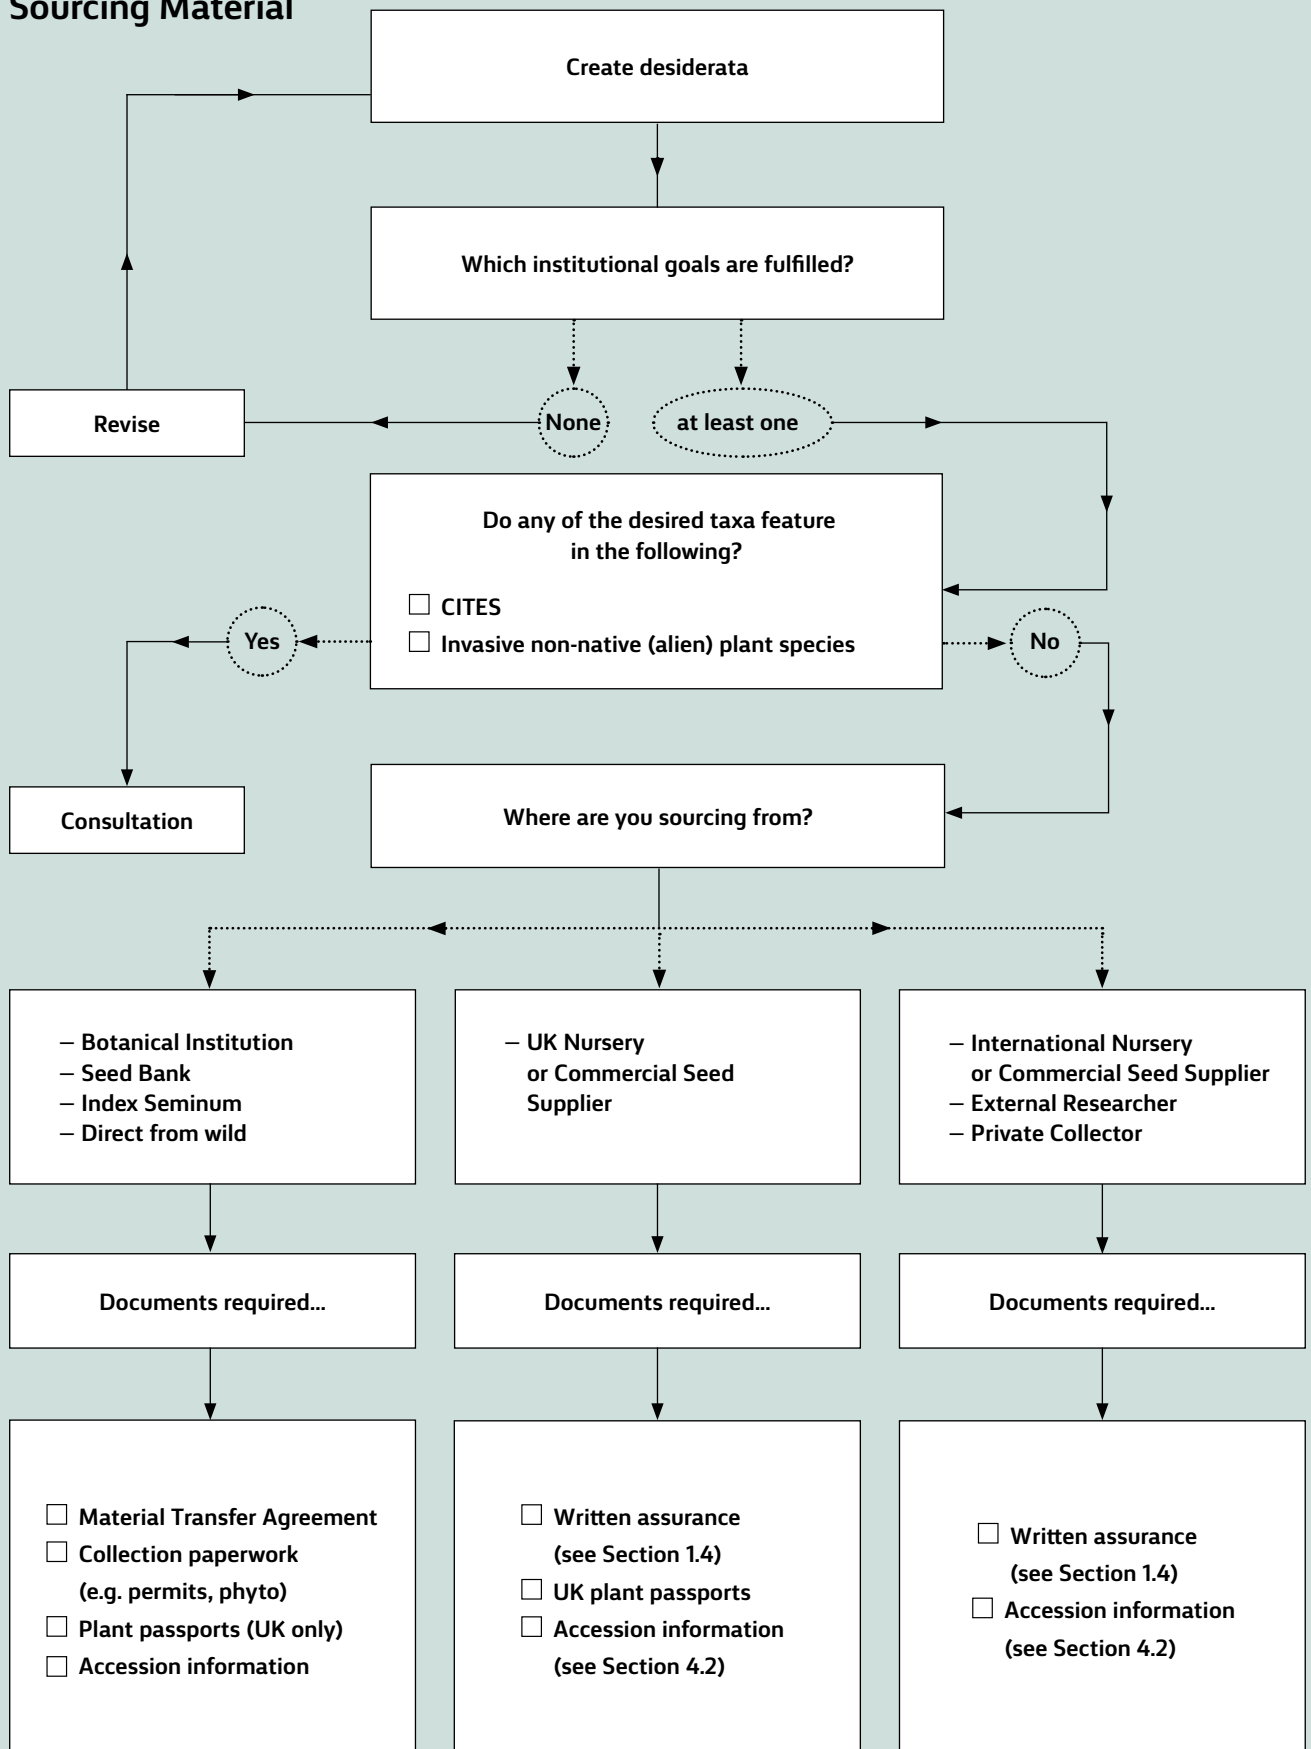 Sourcing Material
Create desiderata
Which institutional goals are fulfilled?
Revise
None
at least one
Do any of the desired taxa feature
in the following?
CITES
Invasive non-native (alien) plant species
Yes
No
Consultation
Where are you sourcing from?
– Botanical Institution
– Seed Bank
– Index Seminum
– Direct from wild
– UK Nursery
or Commercial Seed
Supplier
– International Nursery
or Commercial Seed Supplier
– External Researcher
– Private Collector
Documents required...
Documents required...
Documents required...
Material Transfer Agreement
Collection paperwork
(e.g. permits, phyto)
Plant passports (UK only)
Accession information
Written assurance
(see Section 1.4)
UK plant passports
Accession information
(see Section 4.2)
Written assurance
(see Section 1.4)
Accession information
(see Section 4.2)